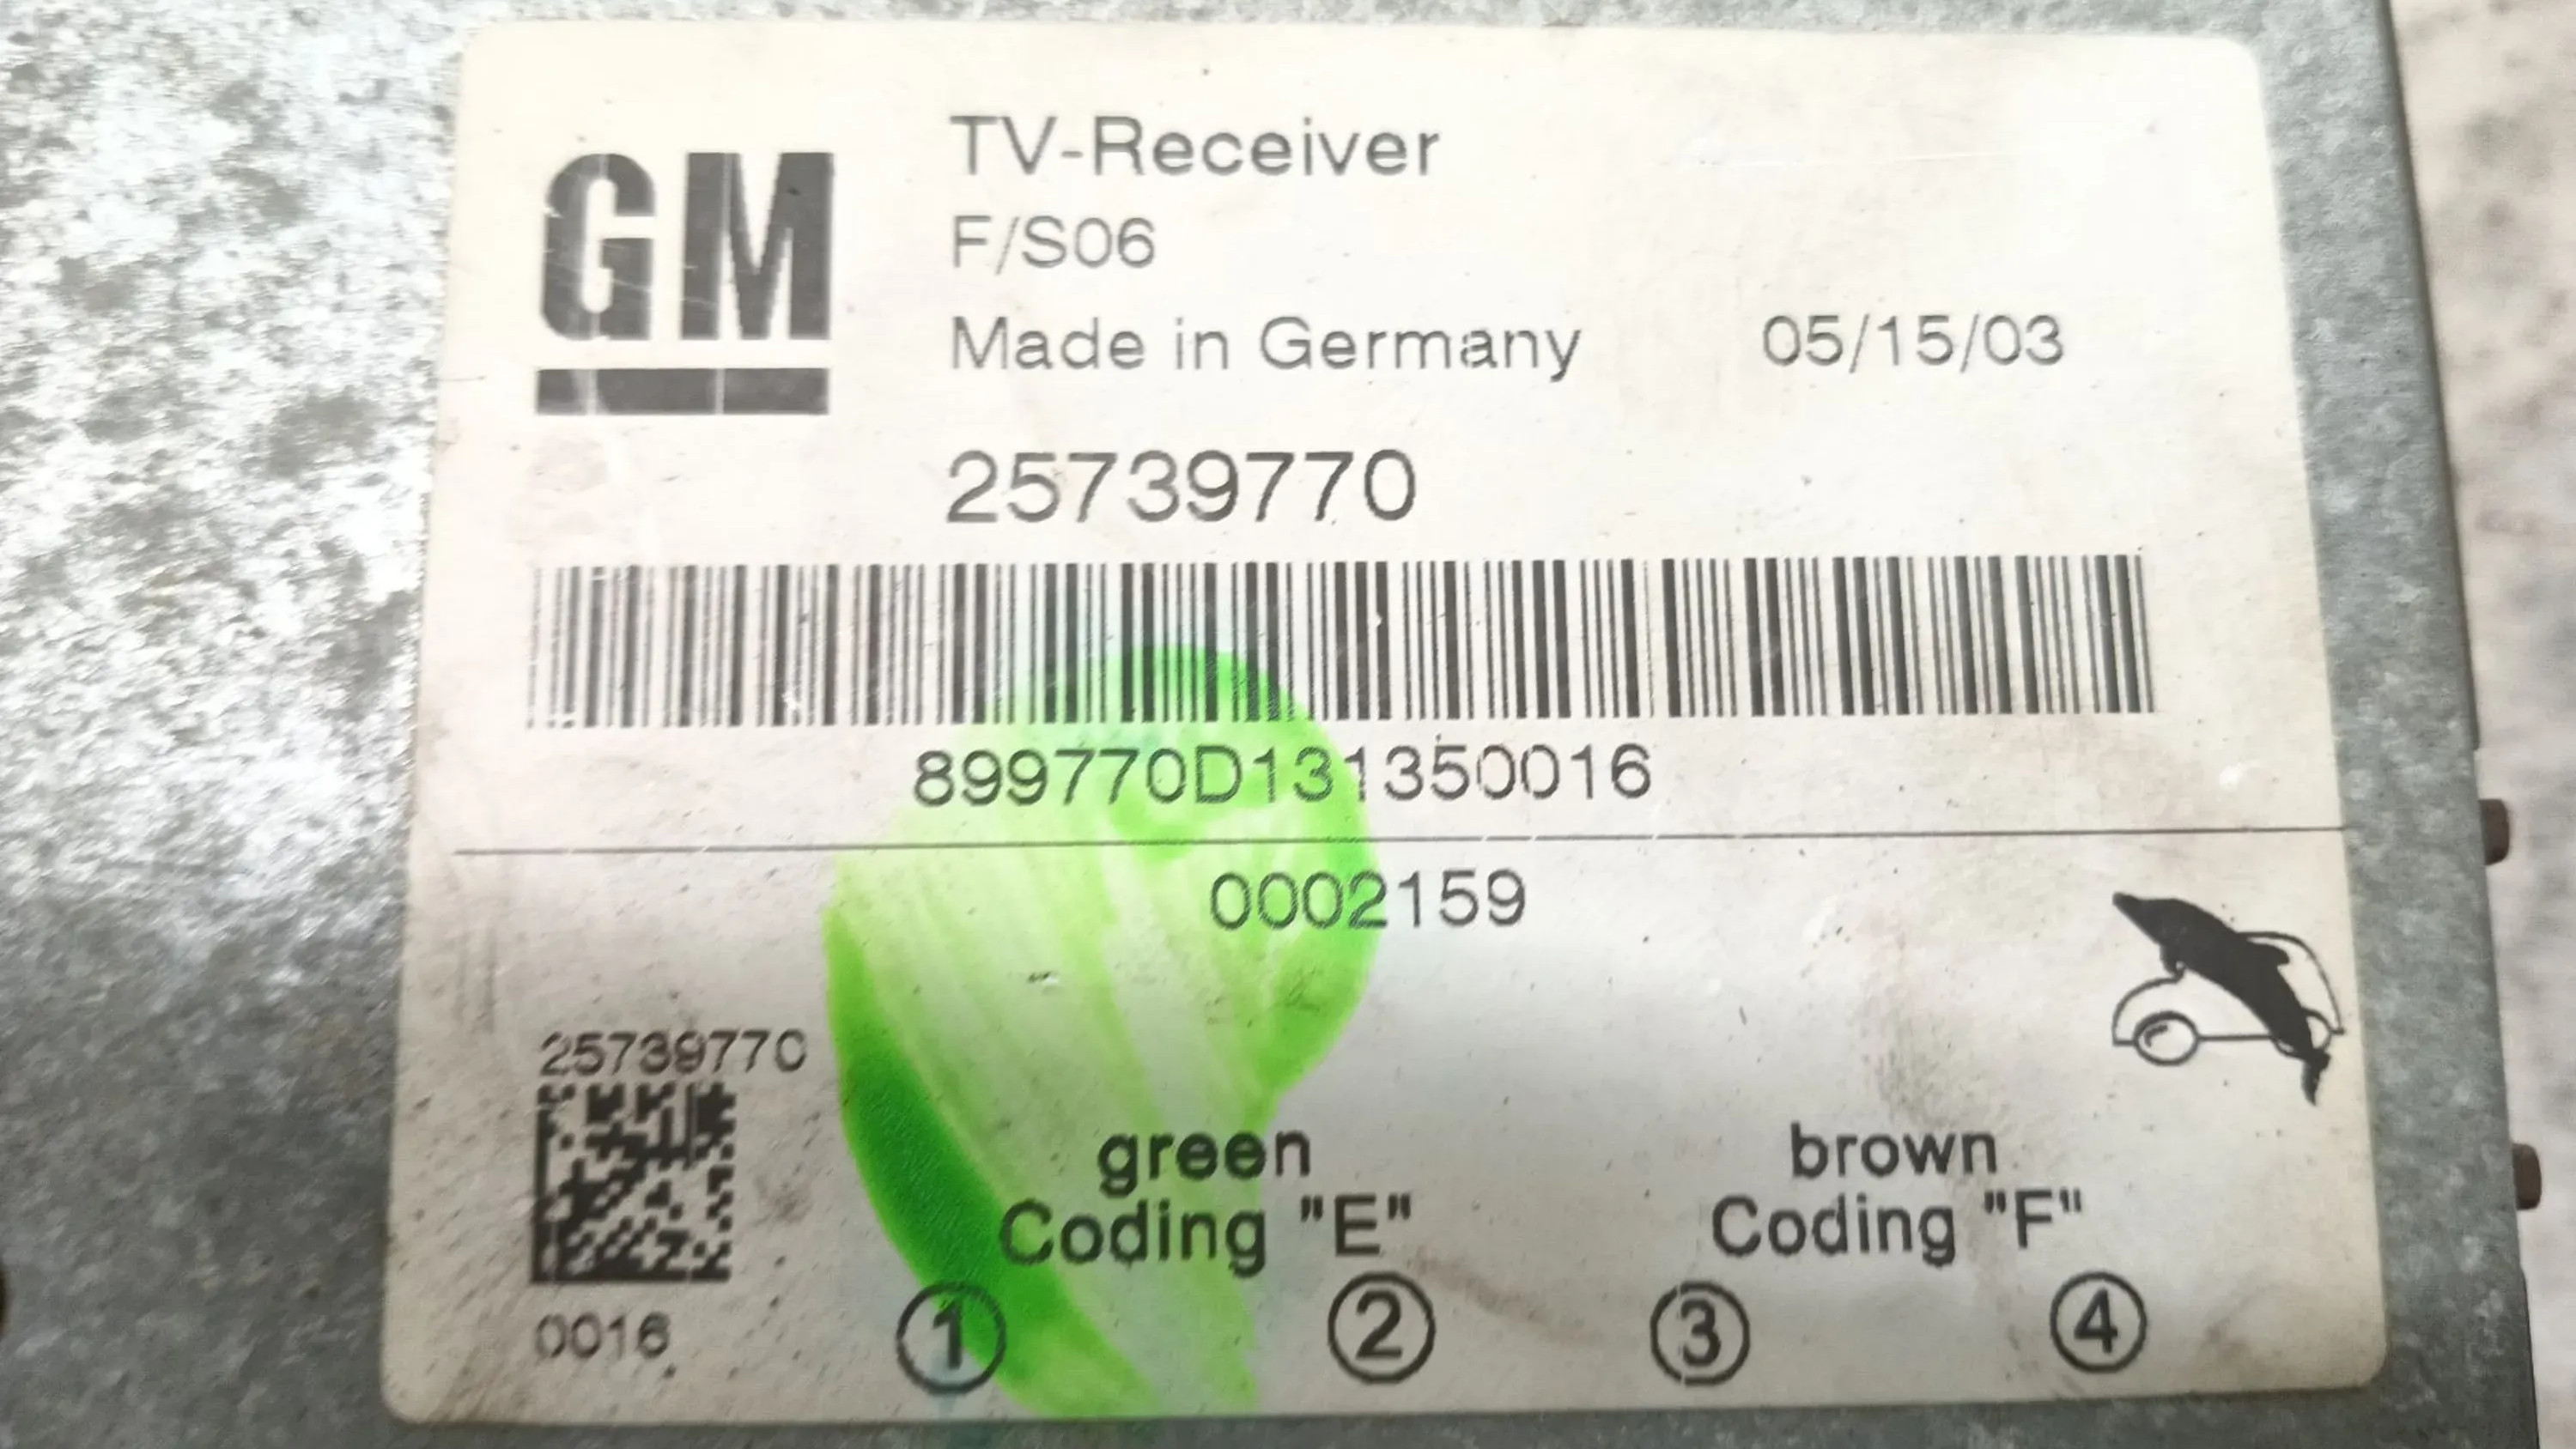 GM
TV-Receiver
F/S06
Made in Germany 05/15/03
25739770
899770D131350016
0002159
25739770
0016
green brown
Coding "E" Coding "F"
1 2 3 4